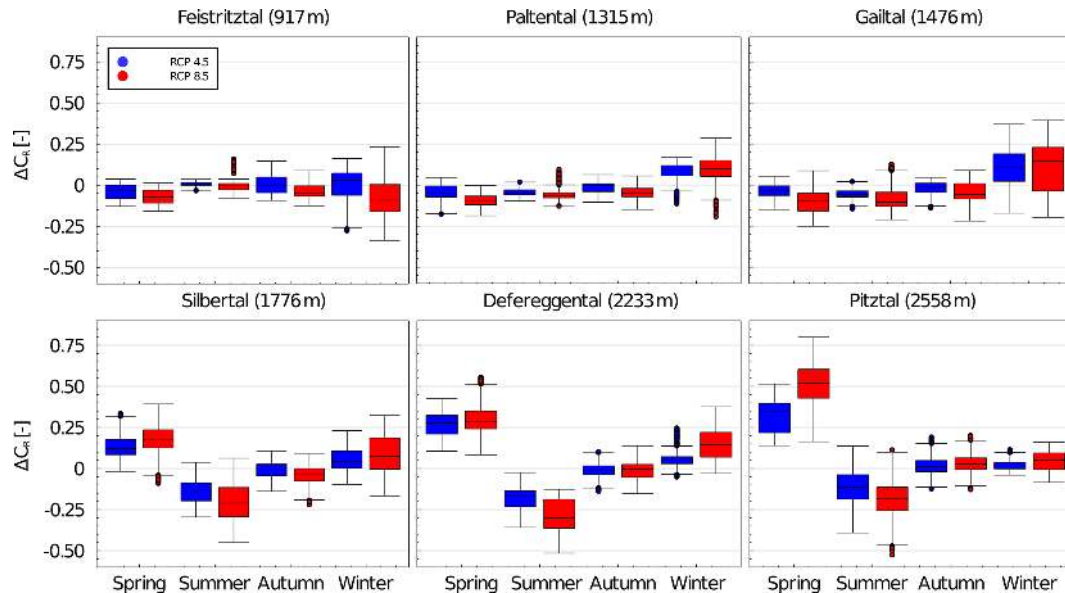 Feistritztal (917 m) Paltental (1315 m) Gailtal (1476 m)
RCP 4.5
RCP 8.5
ΔC_R [-]
0.75
0.50
0.25
0
-0.25
-0.50
Silbertal (1776 m) Defereggental (2233 m) Pitztal (2558 m)
ΔC_R [-]
0.75
0.50
0.25
0
-0.25
-0.50
Spring Summer Autumn Winter Spring Summer Autumn Winter Spring Summer Autumn Winter